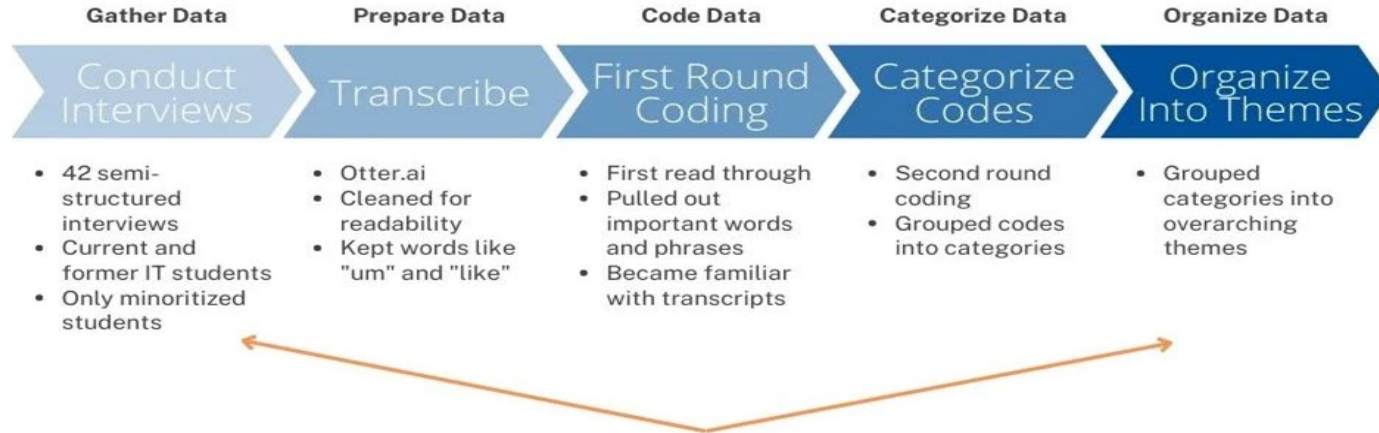 Gather Data
Prepare Data
Code Data
Categorize Data
Organize Data
Conduct
Interviews
Transcribe
First Round
Coding
Categorize
Codes
Organize
Into Themes
• 42 semi-
structured
interviews
• Current and
former IT students
• Only minoritized
students
• Otter.ai
• Cleaned for
readability
• Kept words like
"um" and "like"
• First read through
• Pulled out
important words
and phrases
• Became familiar
with transcripts
• Second round
coding
• Grouped codes
into categories
• Grouped
categories into
overarching
themes